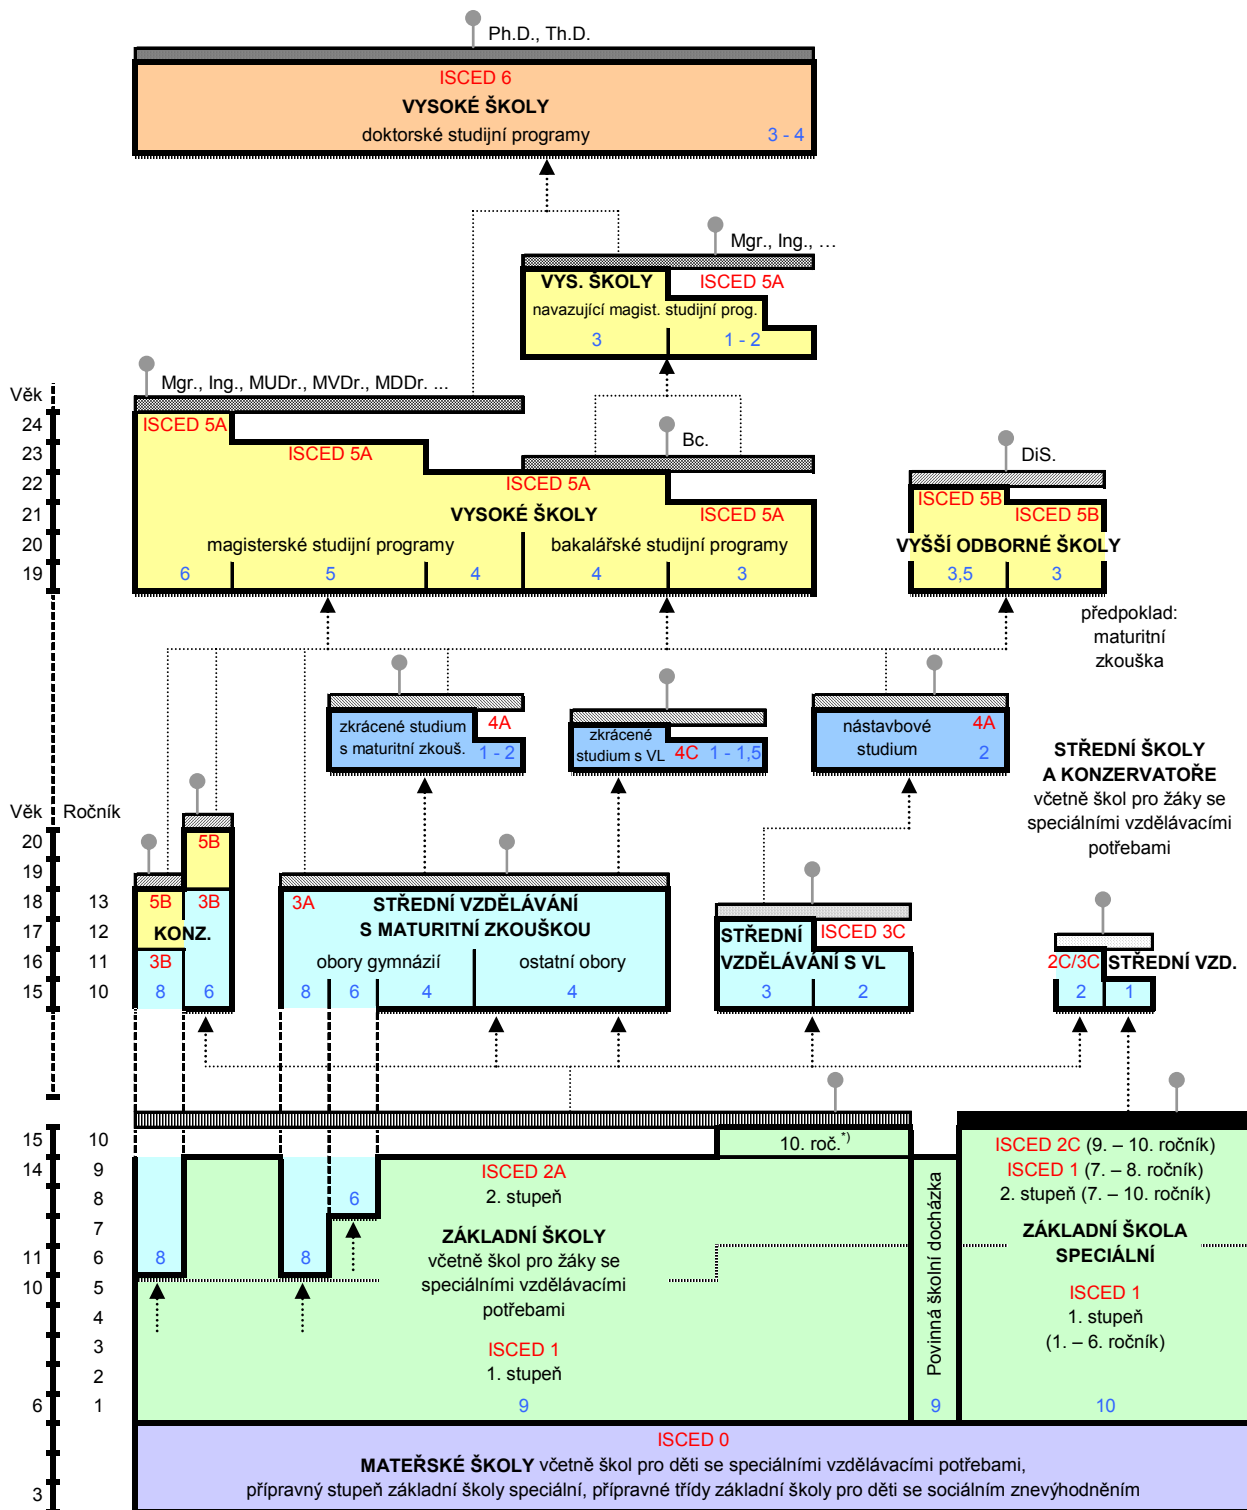 Ph.D., Th.D.
ISCED 6
VYSOKÉ ŠKOLY
doktorské studijní programy 3 - 4
Mgr., Ing., …
VYS. ŠKOLY ISCED 5A
navazující magist. studijní prog.
3 1 - 2
Mgr., Ing., MUDr., MVDr., MDDr. ...
Věk
24
23
22
21
20
19
ISCED 5A
ISCED 5A
Bc.
ISCED 5A
ISCED 5A
VYSOKÉ ŠKOLY
magisterské studijní programy bakalářské studijní programy
6 5 4 4 3
DiS.
ISCED 5B
ISCED 5B
VYŠŠÍ ODBORNÉ ŠKOLY
3,5 3
předpoklad:
maturitní
zkouška
zkrácené studium 4A
s maturitní zkouš. 1 - 2
zkrácené
studium s VL 4C 1 - 1,5
nástavbové 4A
studium 2
STŘEDNÍ ŠKOLY
A KONZERVATOŘE
včetně škol pro žáky se
speciálními vzdělávacími
potřebami
Věk Ročník
20
19
18 13
17 12
16 11
15 10
5B
5B 3B
KONZ.
3B
8 6
3A STŘEDNÍ VZDĚLÁVÁNÍ
S MATURITNÍ ZKOUŠKOU
obory gymnázií ostatní obory
8 6 4 4
STŘEDNÍ ISCED 3C
VZDĚLÁVÁNÍ S VL
3 2
2C/3C STŘEDNÍ VZD.
2 1
15 10
14 9
8
7
11 6
10 5
4
3
2
6 1
3
10. roč.*)
ISCED 2A
2. stupeň
6
8
8
ZÁKLADNÍ ŠKOLY
včetně škol pro žáky se
speciálními vzdělávacími
potřebami
ISCED 1
1. stupeň
9
Povinná školní docházka
9
ISCED 2C (9. – 10. ročník)
ISCED 1 (7. – 8. ročník)
2. stupeň (7. – 10. ročník)
ZÁKLADNÍ ŠKOLA
SPECIÁLNÍ
ISCED 1
1. stupeň
(1. – 6. ročník)
10
ISCED 0
MATEŘSKÉ ŠKOLY včetně škol pro děti se speciálními vzdělávacími potřebami,
přípravný stupeň základní školy speciální, přípravné třídy základní školy pro děti se sociálním znevýhodněním